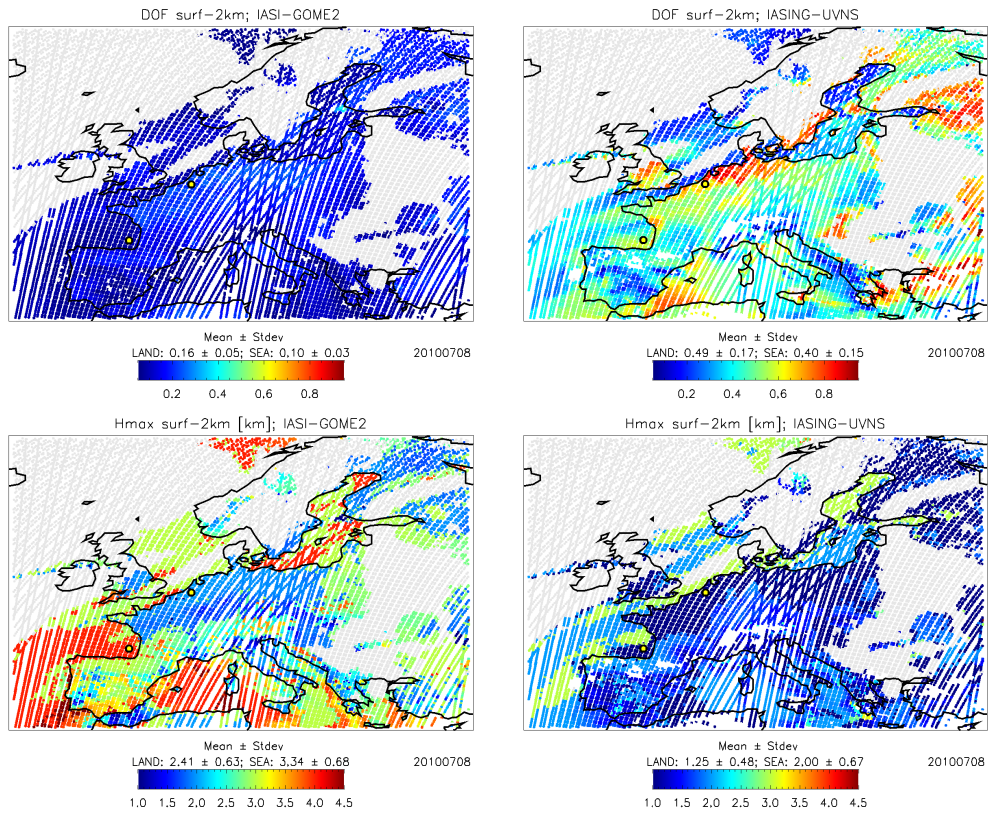 DOF surf-2km; IASI-GOME2
Mean ± Stdev
LAND: 0.16 ± 0.05; SEA: 0.10 ± 0.03
20100708
0.2 0.4 0.6 0.8
DOF surf-2km; IASING-UVNS
Mean ± Stdev
LAND: 0.49 ± 0.17; SEA: 0.40 ± 0.15
20100708
0.2 0.4 0.6 0.8
Hmax surf-2km [km]; IASI-GOME2
Mean ± Stdev
LAND: 2.41 ± 0.63; SEA: 3.34 ± 0.68
20100708
1.0 1.5 2.0 2.5 3.0 3.5 4.0 4.5
Hmax surf-2km [km]; IASING-UVNS
Mean ± Stdev
LAND: 1.25 ± 0.48; SEA: 2.00 ± 0.67
20100708
1.0 1.5 2.0 2.5 3.0 3.5 4.0 4.5